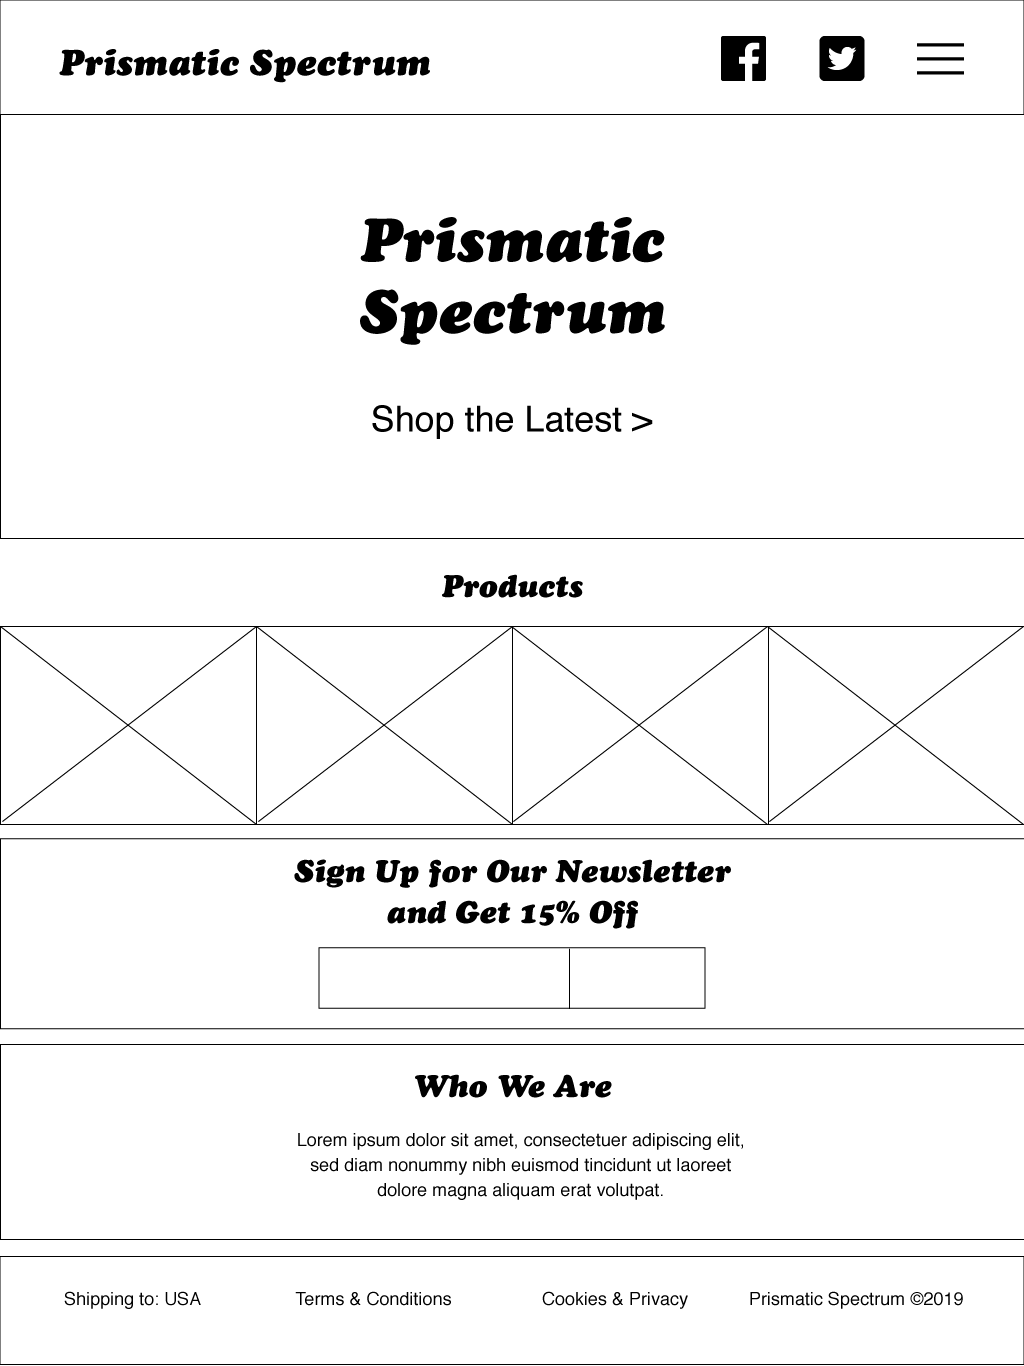 Prismatic Spectrum
Prismatic
Spectrum
Shop the Latest >
Products
Sign Up for Our Newsletter
and Get 15% Off
Who We Are
Lorem ipsum dolor sit amet, consectetuer adipiscing elit,
sed diam nonummy nibh euismod tincidunt ut laoreet
dolore magna aliquam erat volutpat.
Shipping to: USA
Terms & Conditions
Cookies & Privacy
Prismatic Spectrum ©2019